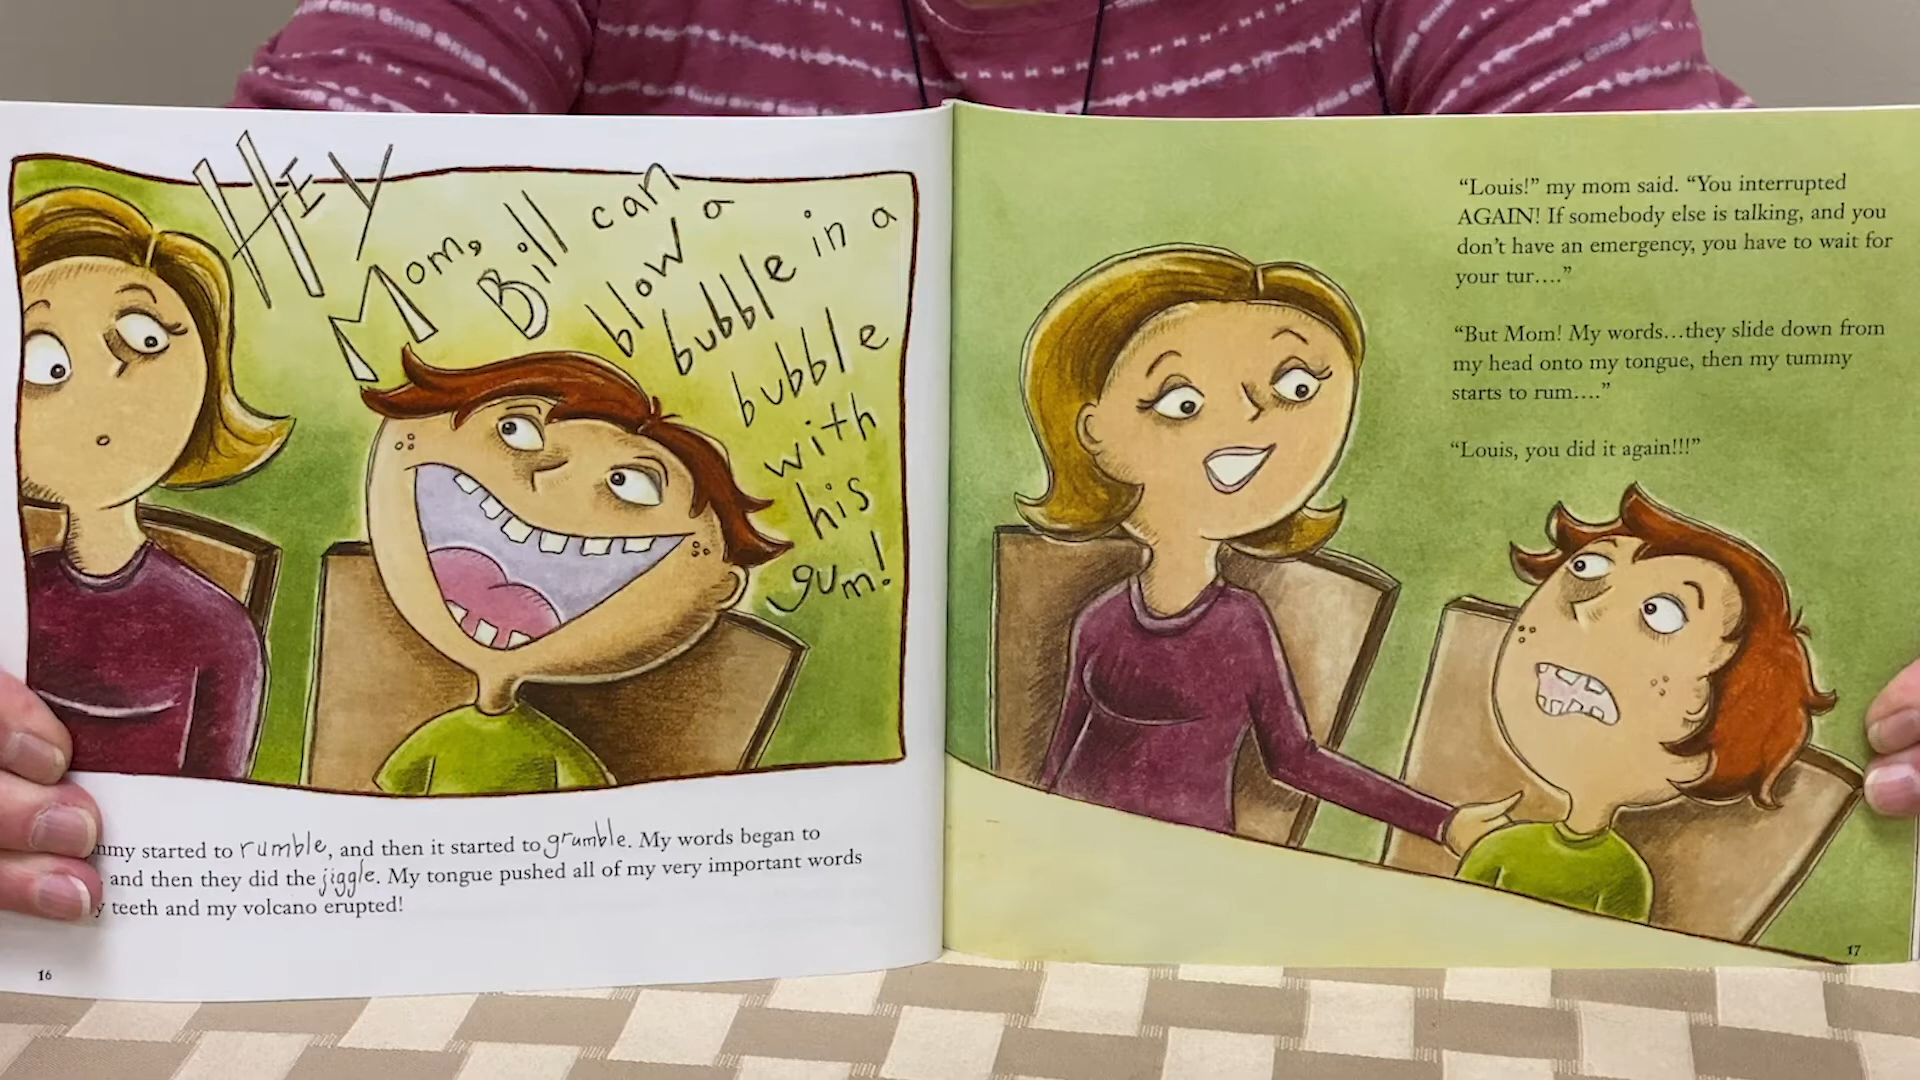 HEY
Mom,
Bill can
blow a
bubble in a
bubble
with
his
gum!
started to rumble, and then it started to grumble. My words began to
and then they did the jiggle. My tongue pushed all of my very important words
teeth and my volcano erupted!
16
“Louis!” my mom said. “You interrupted
AGAIN! If somebody else is talking, and you
don’t have an emergency, you have to wait for
your tur….”
“But Mom! My words…they slide down from
my head onto my tongue, then my tummy
starts to rum….”
“Louis, you did it again!!!”
17